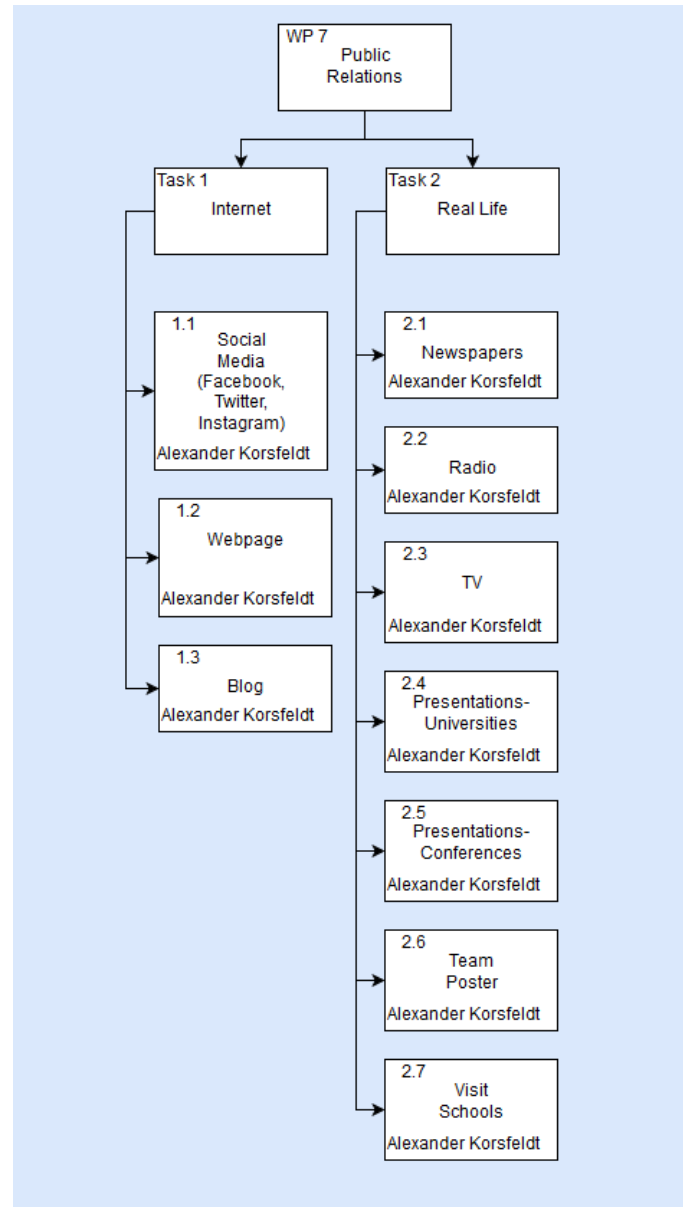 WP 7
Public
Relations
Task 1
Internet
Task 2
Real Life
1.1
Social
Media
(Facebook,
Twitter,
Instagram)
Alexander Korsfeldt
1.2
Webpage
Alexander Korsfeldt
1.3
Blog
Alexander Korsfeldt
2.1
Newspapers
Alexander Korsfeldt
2.2
Radio
Alexander Korsfeldt
2.3
TV
Alexander Korsfeldt
2.4
Presentations-
Universities
Alexander Korsfeldt
2.5
Presentations-
Conferences
Alexander Korsfeldt
2.6
Team
Poster
Alexander Korsfeldt
2.7
Visit
Schools
Alexander Korsfeldt